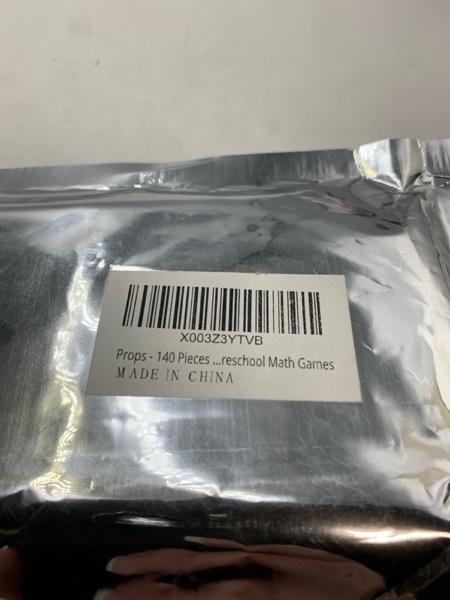 X003Z3YTVB
Props - 140 Pieces ...reschool Math Games
MADE IN CHINA